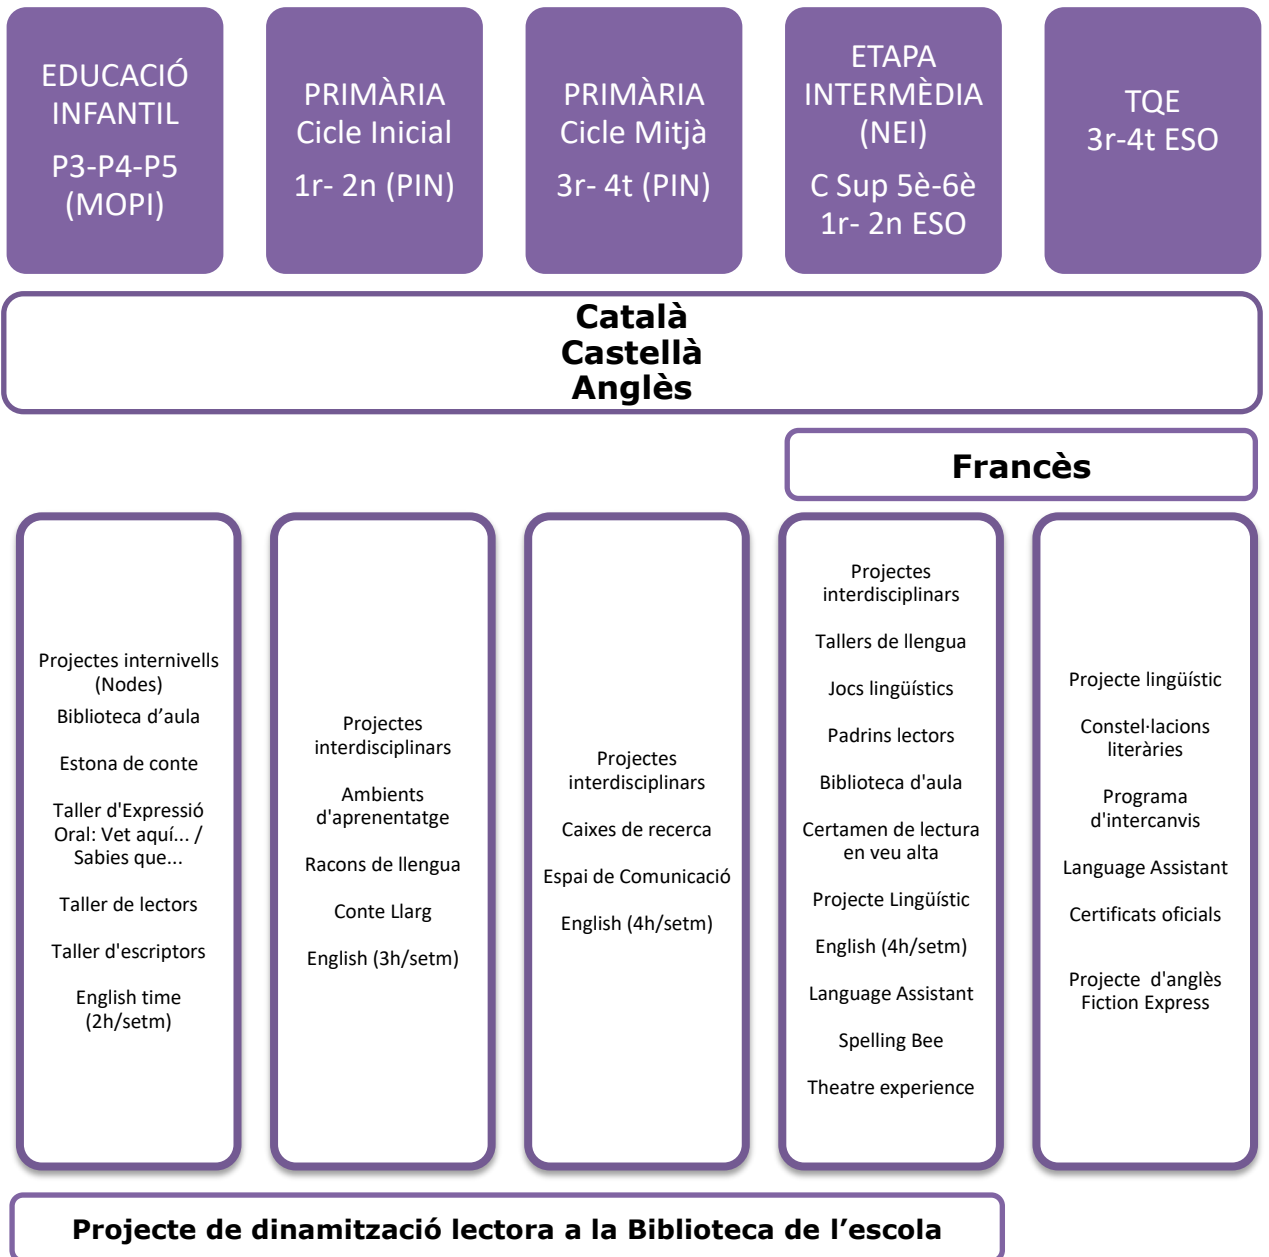 EDUCACIÓ
INFANTIL
P3-P4-P5
(MOPI)
PRIMÀRIA
Cicle Inicial
1r- 2n (PIN)
PRIMÀRIA
Cicle Mitjà
3r- 4t (PIN)
ETAPA
INTERMÈDIA
(NEI)
C Sup 5è-6è
1r- 2n ESO
TQE
3r-4t ESO
Català
Castellà
Anglès
Francès
Projectes internivells
(Nodes)
Biblioteca d’aula
Estona de conte
Taller d'Expressió
Oral: Vet aquí... /
Sabies que...
Taller de lectors
Taller d'escriptors
English time
(2h/setm)
Projectes
interdisciplinars
Ambients
d'aprenentatge
Racons de llengua
Conte Llarg
English (3h/setm)
Projectes
interdisciplinars
Caixes de recerca
Espai de Comunicació
English (4h/setm)
Projectes
interdisciplinars
Tallers de llengua
Jocs lingüístics
Padrins lectors
Biblioteca d'aula
Certamen de lectura
en veu alta
Projecte Lingüístic
English (4h/setm)
Language Assistant
Spelling Bee
Theatre experience
Projecte lingüístic
Constel·lacions
literàries
Programa
d'intercanvis
Language Assistant
Certificats oficials
Projecte d'anglès
Fiction Express
Projecte de dinamització lectora a la Biblioteca de l’escola